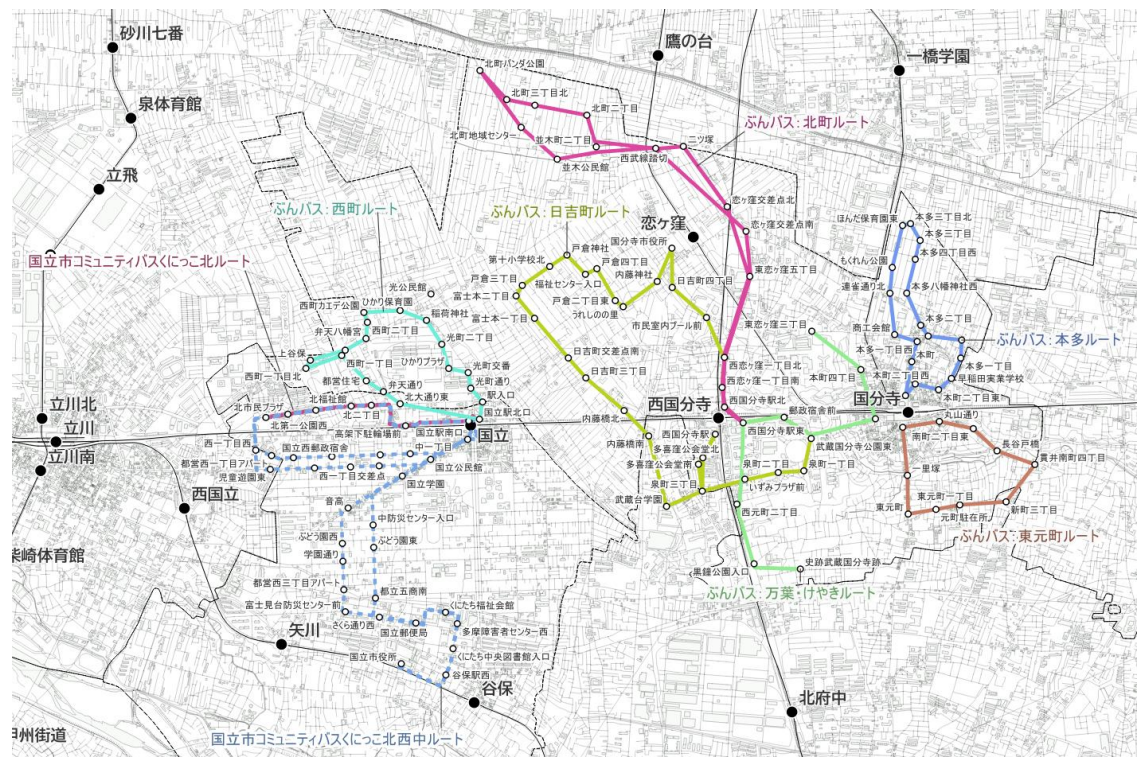 砂川七番
鷹の台
一橋学園
泉体育館
立飛
北町パンダ公園
北町三丁目北
北町二丁目
北町地域センター
並木町二丁目
並木公民館
西武線踏切
二ツ塚
ぶんバス：北町ルート
恋ヶ窪交差点北
恋ヶ窪交差点南
恋ヶ窪
東恋ヶ窪五丁目
ぶんバス：西町ルート
ぶんバス：日吉町ルート
国立市コミュニティバスくにっこ北ルート
国分寺市役所
戸倉神社
戸倉四丁目
第十小学校北
内藤神社
日吉町四丁目
戸倉三丁目
福祉センター入口
富士本二丁目
戸倉二丁目東
うれしのの里
富士本一丁目
市民室内プール前
日吉町交差点南
日吉町三丁目
内藤橋北
内藤橋南
武蔵台学園
ほんだ保育園東
本多三丁目北
本多三丁目
本多四丁目西
もくれん公園
連雀通り北
本多八幡神社西
商工会館
本多二丁目
本多一丁目西
本町
本多一丁目
本町二丁目西
早稲田実業学校
本町二丁目東
ぶんバス：本多ルート
東恋ヶ窪三丁目
本町四丁目
光公民館
西町カエデ公園
ひかり保育園
稲荷神社
弁天八幡宮
西町二丁目
光町二丁目
上谷保
西町一丁目
ひかりプラザ
光町交番
西町一丁目北
都営住宅
弁天通り
光町通り
駅入口
北大通り東
国立駅北口
北市民プラザ
北福祉館
北第一公園西
北二丁目
高架下駐輪場前
国立駅南口
国立
西恋ヶ窪一丁目北
西恋ヶ窪一丁目南
西国分寺駅北
西国分寺
郵政宿舎前
西国分寺駅東
西国分寺駅
多喜窪公会堂北
多喜窪公会堂南
武蔵国分寺公園東
泉町二丁目
泉町一丁目
泉町三丁目
いずみプラザ前
西元町二丁目
黒鐘公園入口
史跡武蔵国分寺跡
ぶんバス：万葉・けやきルート
国分寺
丸山通り
南町二丁目東
長谷戸橋
貫井南町四丁目
一里塚
東元町一丁目
東元町
元町駐在所
新町三丁目
ぶんバス：東元町ルート
立川北
立川
立川南
西国立
柴崎体育館
西一丁目西
国立西郵政宿舎
中一丁目
都営西一丁目アパート
児童遊園東
西一丁目交差点
国立公民館
国立学園
音高
中防災センター入口
ぶどう園西
ぶどう園東
学園通り
都営西三丁目アパート
都立五商南
富士見台防災センター前
さくら通り西
国立郵便局
くにたち福祉会館
多摩障害者センター西
くにたち中央図書館入口
谷保駅西
国立市役所
矢川
谷保
北府中
甲州街道
国立市コミュニティバスくにっこ北西中ルート